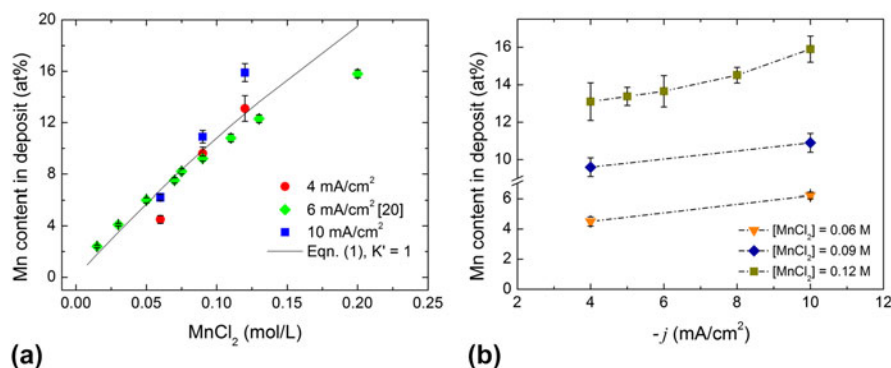 20
16
12
8
4
0
Mn content in deposit (at%)
4 mA/cm²
6 mA/cm² [20]
10 mA/cm²
Eqn. (1), K' = 1
0.00 0.05 0.10 0.15 0.20 0.25
MnCl₂ (mol/L)
(a)
16
14
12
10
6
4
2
0
Mn content in deposit (at%)
[MnCl₂] = 0.06 M
[MnCl₂] = 0.09 M
[MnCl₂] = 0.12 M
2 4 6 8 10 12
-j (mA/cm²)
(b)